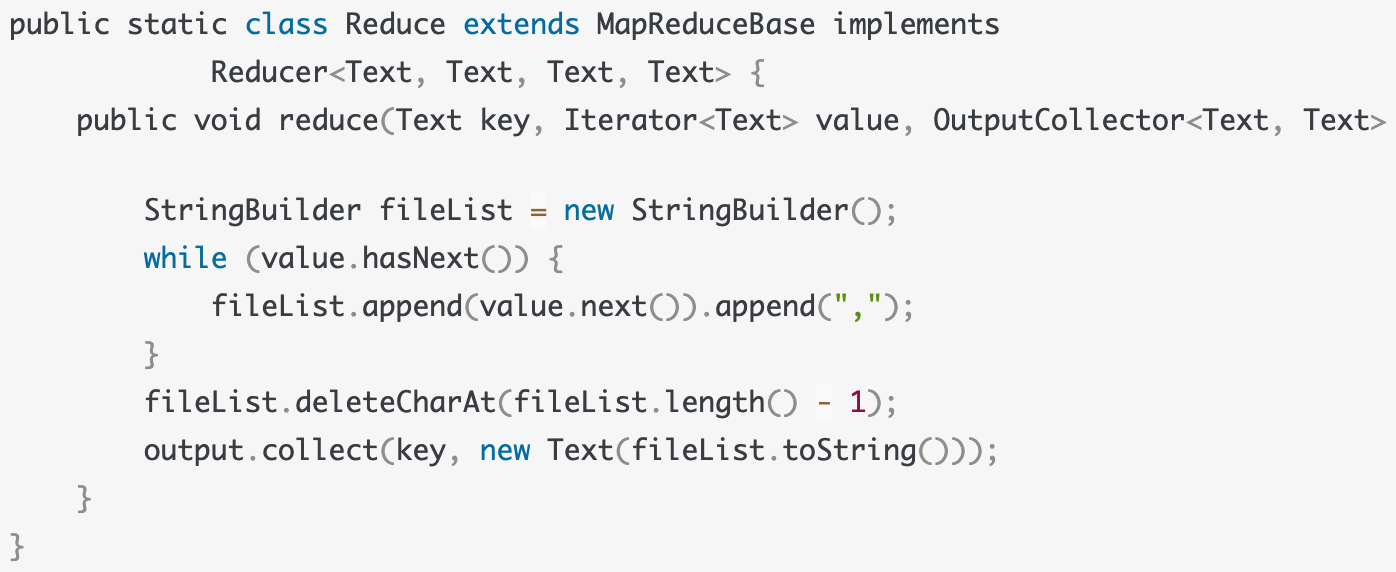 public static class Reduce extends MapReduceBase implements
Reducer<Text, Text, Text, Text> {
public void reduce(Text key, Iterator<Text> value, OutputCollector<Text, Text>
StringBuilder fileList = new StringBuilder();
while (value.hasNext()) {
fileList.append(value.next()).append(",");
}
fileList.deleteCharAt(fileList.length() - 1);
output.collect(key, new Text(fileList.toString()));
}
}